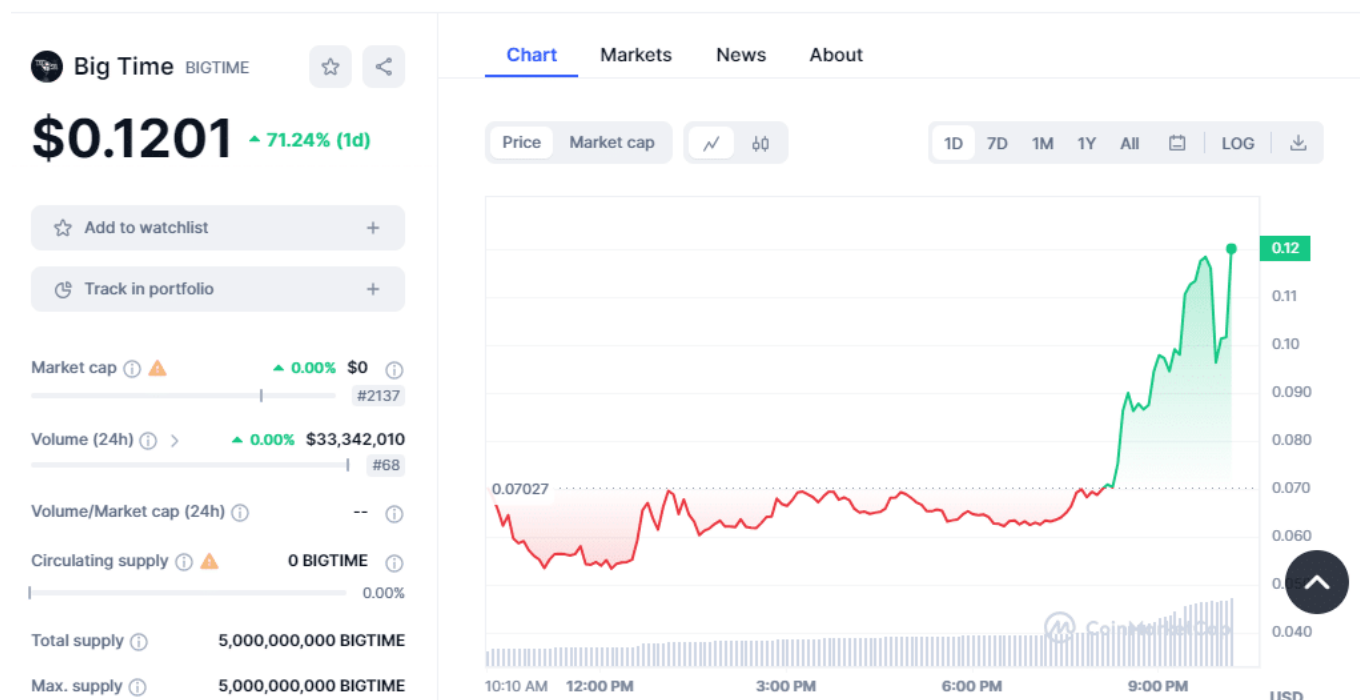 Big Time BIGTIME
$0.1201 71.24% (1d)
Add to watchlist +
Track in portfolio +
Market cap 0.00% $0
#2137
Volume (24h) 0.00% $33,342,010
#68
Volume/Market cap (24h) --
Circulating supply 0 BIGTIME
0.00%
Total supply 5,000,000,000 BIGTIME
Max. supply 5,000,000,000 BIGTIME
Chart Markets News About
Price Market cap
1D 7D 1M 1Y All LOG
0.12
0.11
0.10
0.090
0.080
0.07027
0.070
0.060
0.040
CoinMarketCap
10:10 AM 12:00 PM 3:00 PM 6:00 PM 9:00 PM
USD